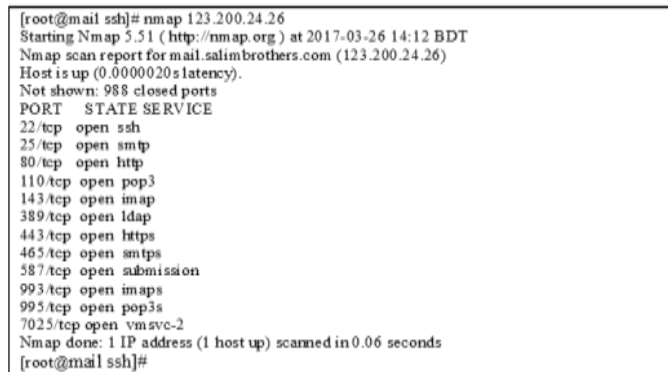 [root@mail ssh]# nmap 123.200.24.26
Starting Nmap 5.51 ( http://nmap.org ) at 2017-03-26 14:12 BDT
Nmap scan report for mail.salimbrothers.com (123.200.24.26)
Host is up (0.0000020s latency).
Not shown: 988 closed ports
PORT STATE SERVICE
22/tcp open ssh
25/tcp open smtp
80/tcp open http
110/tcp open pop3
143/tcp open imap
389/tcp open ldap
443/tcp open https
465/tcp open smtps
587/tcp open submission
993/tcp open imaps
995/tcp open pop3s
7025/tcp open vmsvc-2
Nmap done: 1 IP address (1 host up) scanned in 0.06 seconds
[root@mail ssh]#